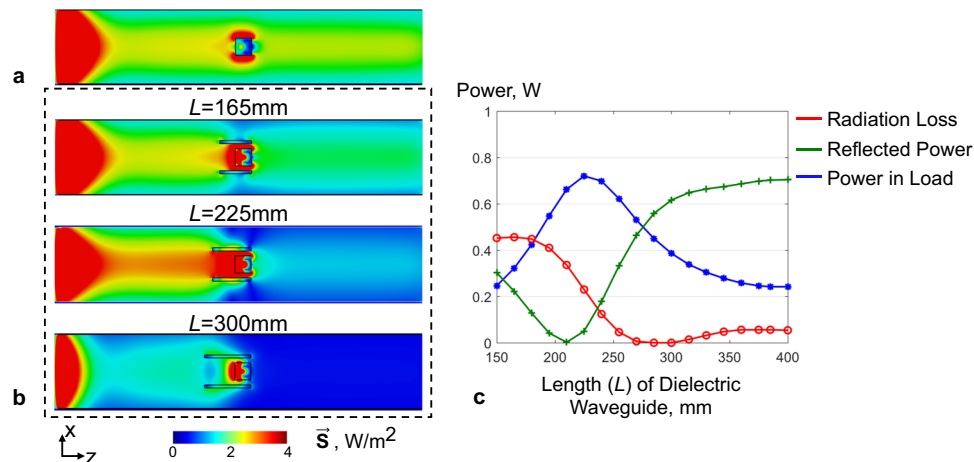 a
L=165mm
L=225mm
L=300mm
b
X
Z
0 2 4
S, W/m2
Power, W
1
0.8
0.6
0.4
0.2
0
150 200 250 300 350 400
Length (L) of Dielectric
Waveguide, mm
c
Radiation Loss
Reflected Power
Power in Load